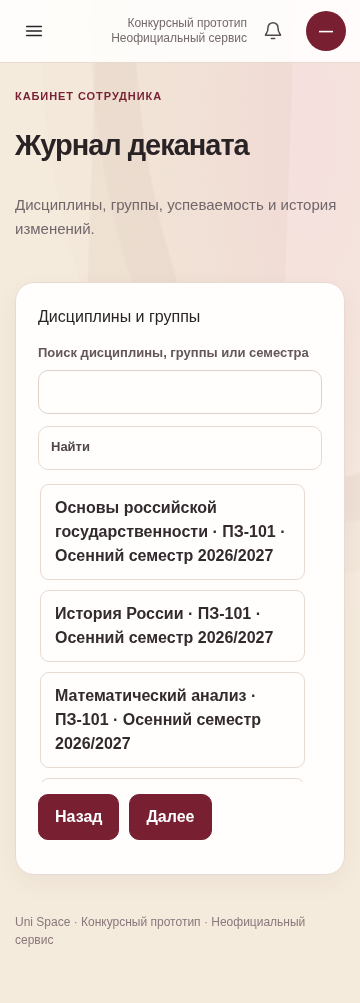 Конкурсный прототип
Неофициальный сервис
КАБИНЕТ СОТРУДНИКА
Журнал деканата
Дисциплины, группы, успеваемость и история
изменений.
Дисциплины и группы
Поиск дисциплины, группы или семестра
Найти
Основы российской
государственности · ПЗ-101 ·
Осенний семестр 2026/2027
История России · ПЗ-101 ·
Осенний семестр 2026/2027
Математический анализ ·
ПЗ-101 · Осенний семестр
2026/2027
Назад
Далее
Uni Space · Конкурсный прототип · Неофициальный
сервис